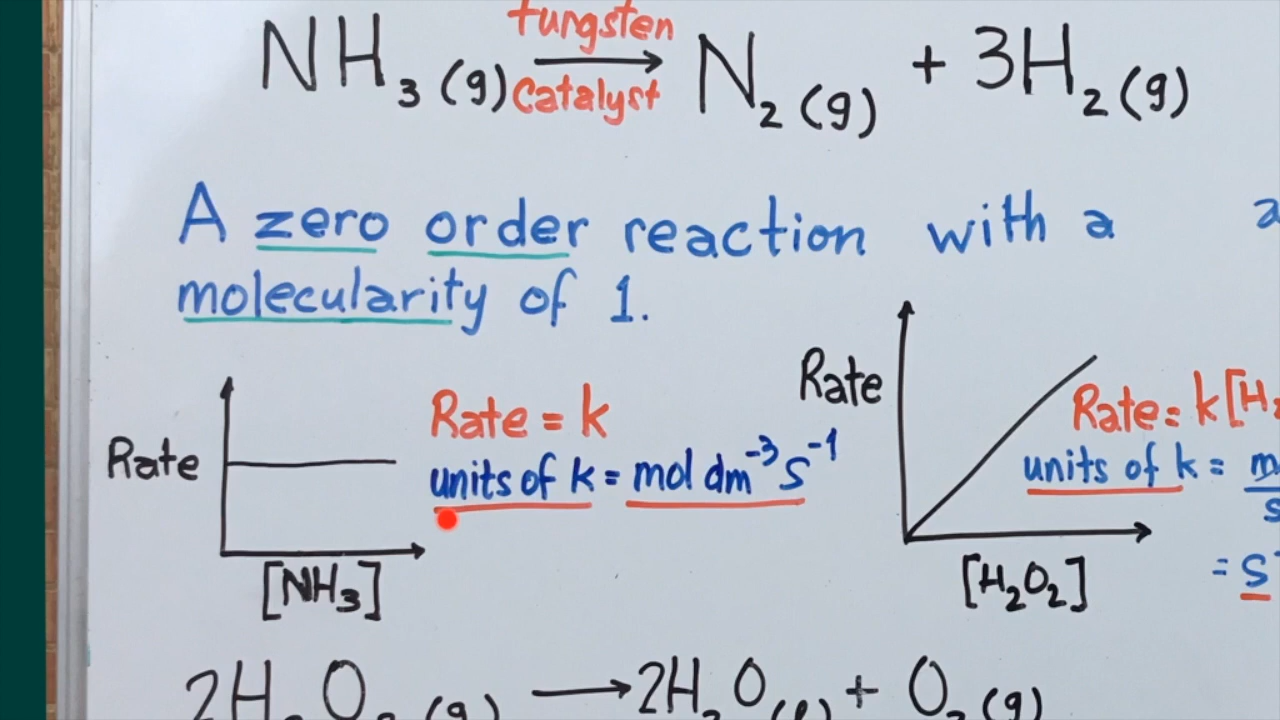 tungsten
NH₃(g) → N₂(g) + 3H₂(g)
Catalyst
A zero order reaction with a
molecularity of 1.
Rate
Rate = k
units of k = mol dm⁻³ s⁻¹
[NH₃]
Rate
Rate = k[H
units of k =
= s
[H₂O₂]
2H₂O₂(g) → 2H₂O(l) + O₂(g)